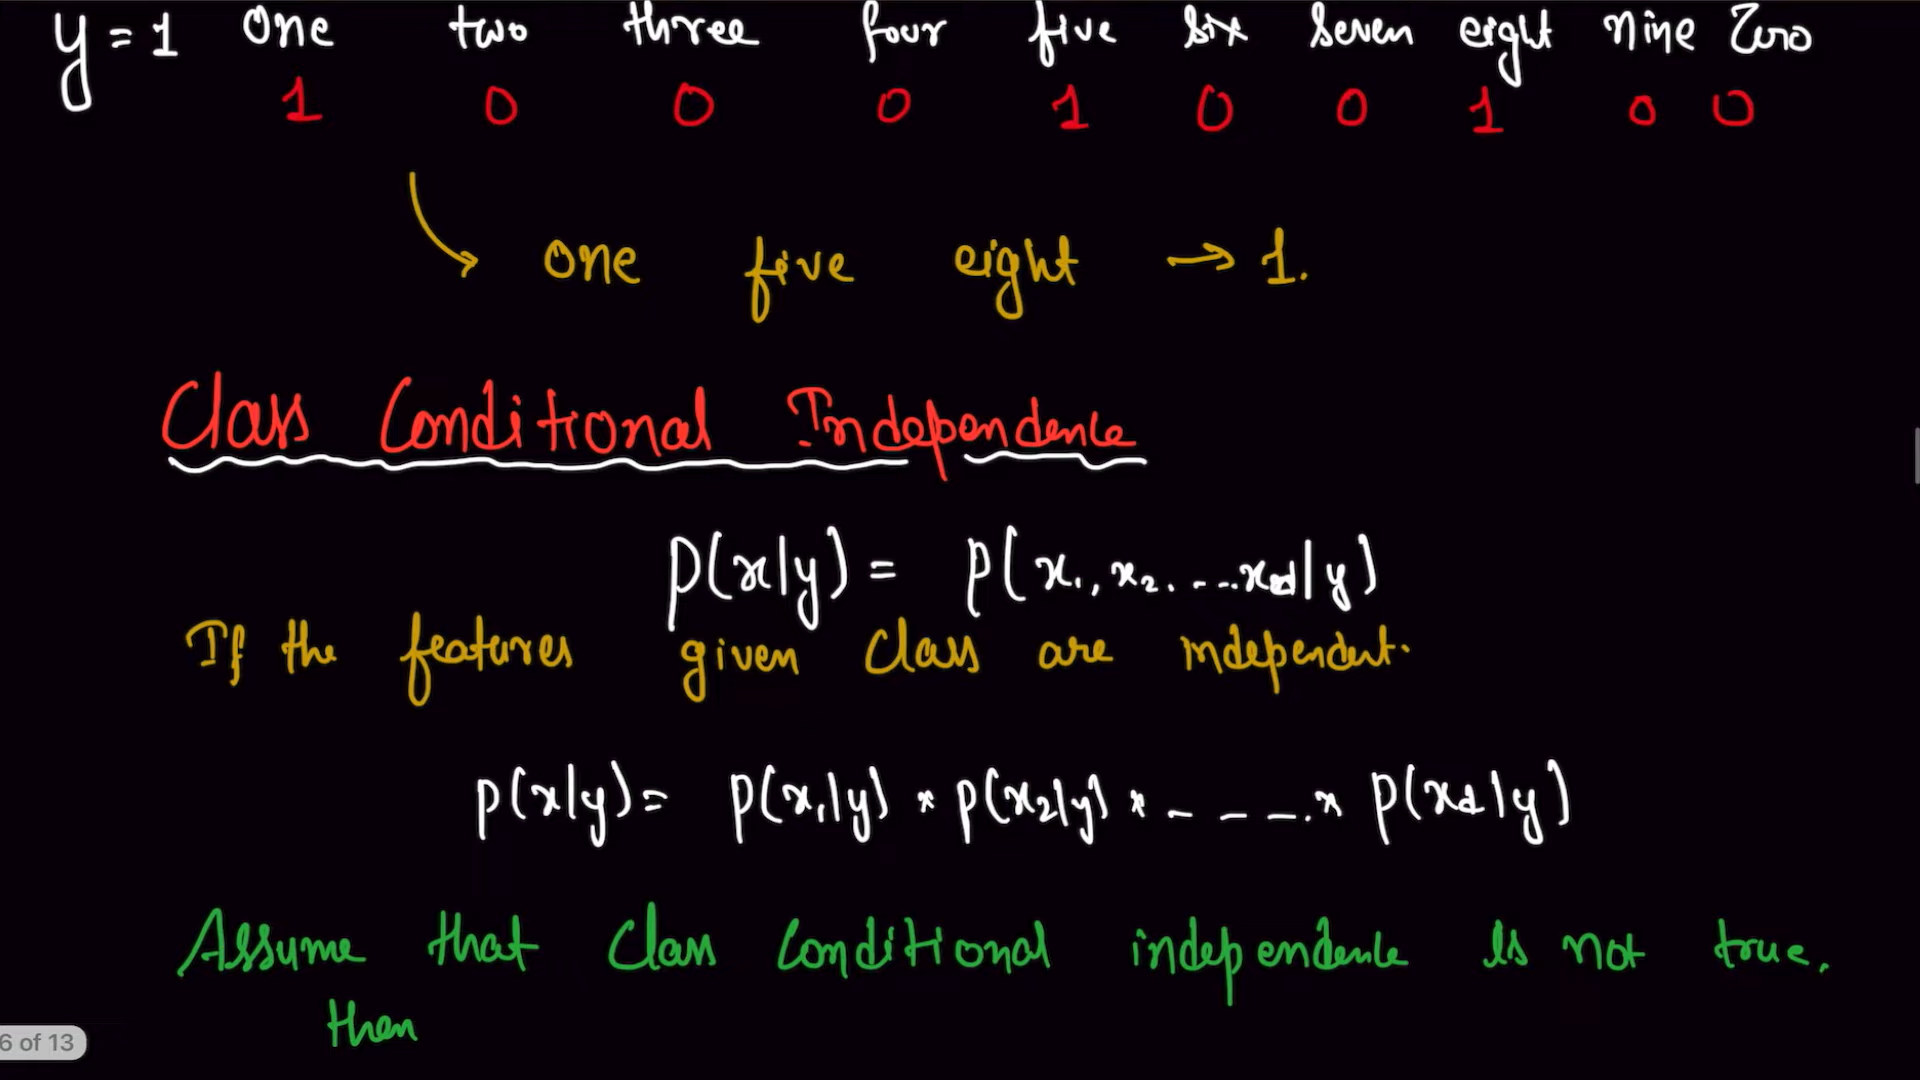 y = 1 One two three four five six seven eight nine Zero
1 0 0 0 1 0 0 1 0 0
one five eight → 1.
Class Conditional Independence
P(x|y) = P(x₁, x₂, ... x_d|y)
If the features given class are independent.
P(x|y) = P(x₁|y) * P(x₂|y) * - - - . * P(x_d|y)
Assume that class conditional independence is not true.
then
6 of 13